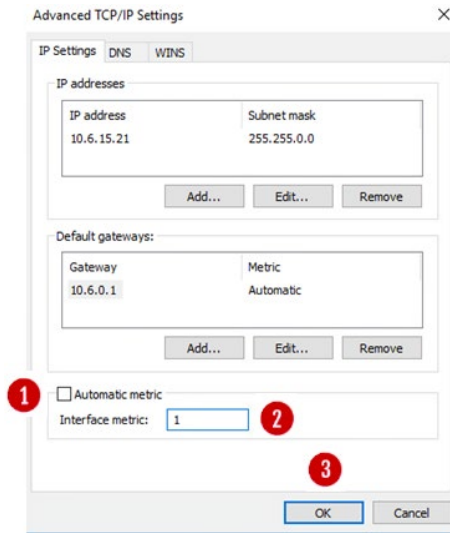 Advanced TCP/IP Settings
IP Settings DNS WINS
IP addresses
IP address Subnet mask
10.6.15.21 255.255.0.0
Add... Edit... Remove
Default gateways:
Gateway Metric
10.6.0.1 Automatic
Add... Edit... Remove
1 Automatic metric
Interface metric: 1 2
3
OK Cancel